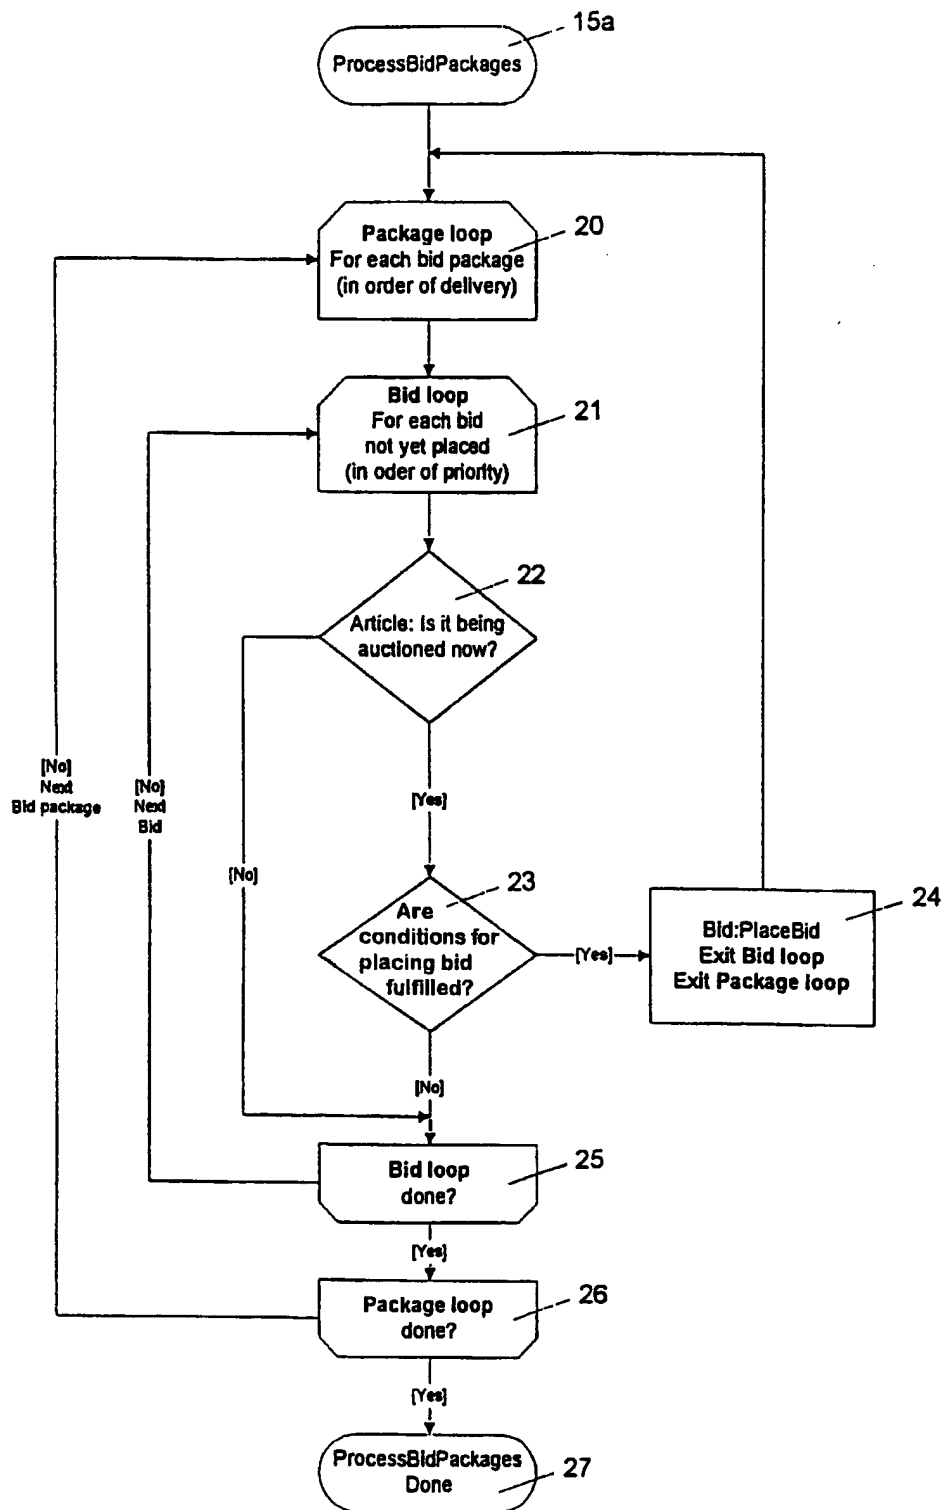 15a
ProcessBidPackages
20
Package loop
For each bid package
(in order of delivery)
21
Bid loop
For each bid
not yet placed
(in oder of priority)
22
Article: Is it being
auctioned now?
[No]
Next
Bid package
[No]
Next
Bid
[Yes]
[No]
23
Are
conditions for
placing bid
fulfilled?
[Yes]
24
Bid:PlaceBid
Exit Bid loop
Exit Package loop
[No]
25
Bid loop
done?
[Yes]
26
Package loop
done?
[Yes]
ProcessBidPackages
Done
27